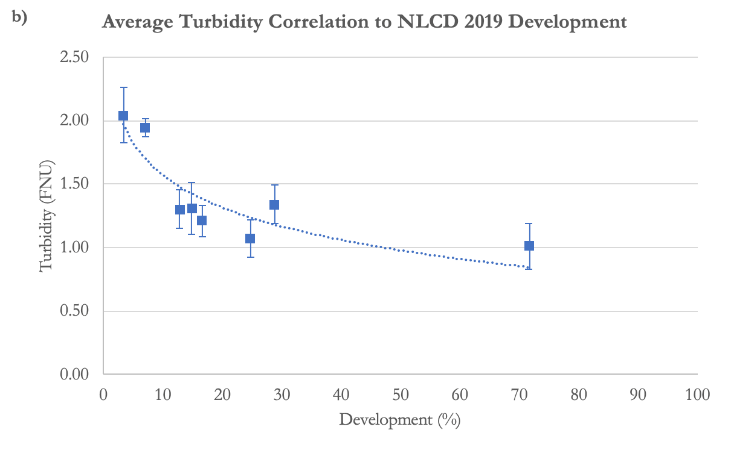 b)
Average Turbidity Correlation to NLCD 2019 Development
2.50
2.00
1.50
1.00
0.50
0.00
Turbidity (FNU)
0 10 20 30 40 50 60 70 80 90 100
Development (%)